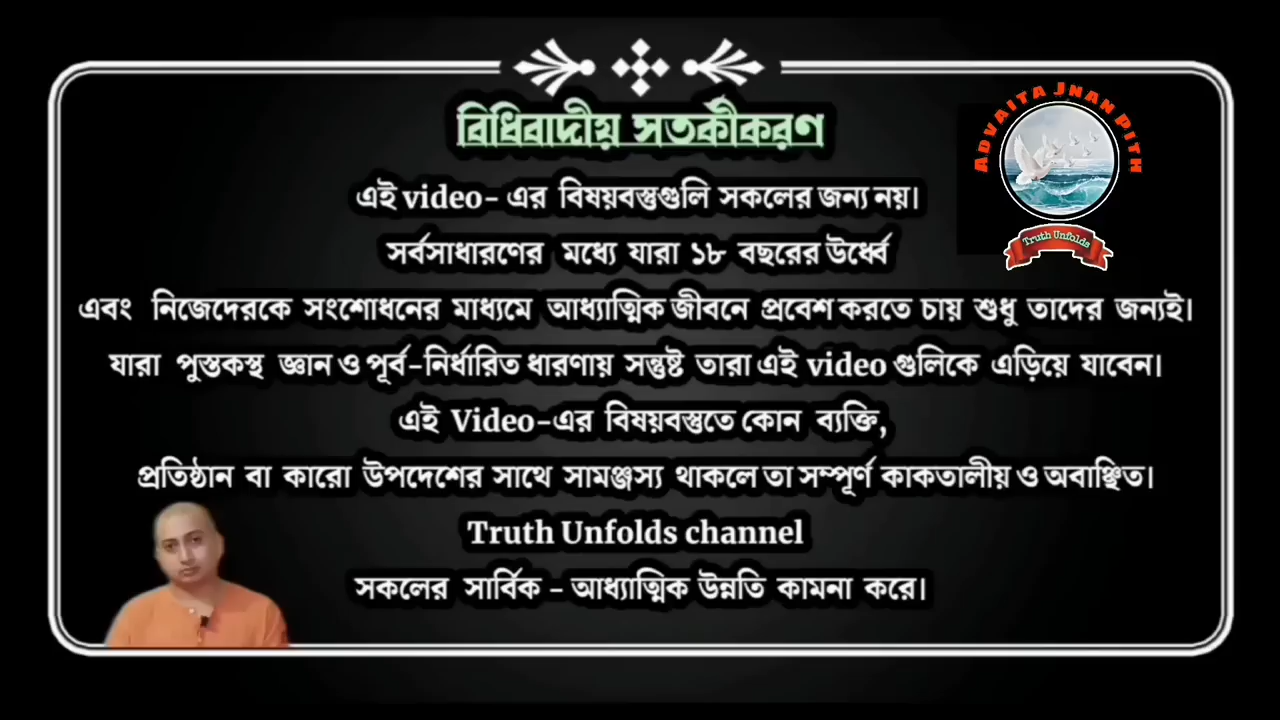 বিধিবাদীয় সতর্কীকরণ
ADVAITA JNAN PITH
Truth Unfolds
এই video- এর বিষয়বস্তুগুলি সকলের জন্য নয়।
সর্বসাধারণের মধ্যে যারা ১৮ বছরের উর্ধ্বে
এবং নিজেদেরকে সংশোধনের মাধ্যমে আধ্যাত্মিক জীবনে প্রবেশ করতে চায় শুধু তাদের জন্যই।
যারা পুস্তকস্থ জ্ঞান ও পূর্ব-নির্ধারিত ধারণায় সন্তুষ্ট তারা এই video গুলিকে এড়িয়ে যাবেন।
এই Video-এর বিষয়বস্তুতে কোন ব্যক্তি,
প্রতিষ্ঠান বা কারো উপদেশের সাথে সামঞ্জস্য থাকলে তা সম্পূর্ণ কাকতালীয় ও অবাঞ্ছিত।
Truth Unfolds channel
সকলের সার্বিক - আধ্যাত্মিক উন্নতি কামনা করে।